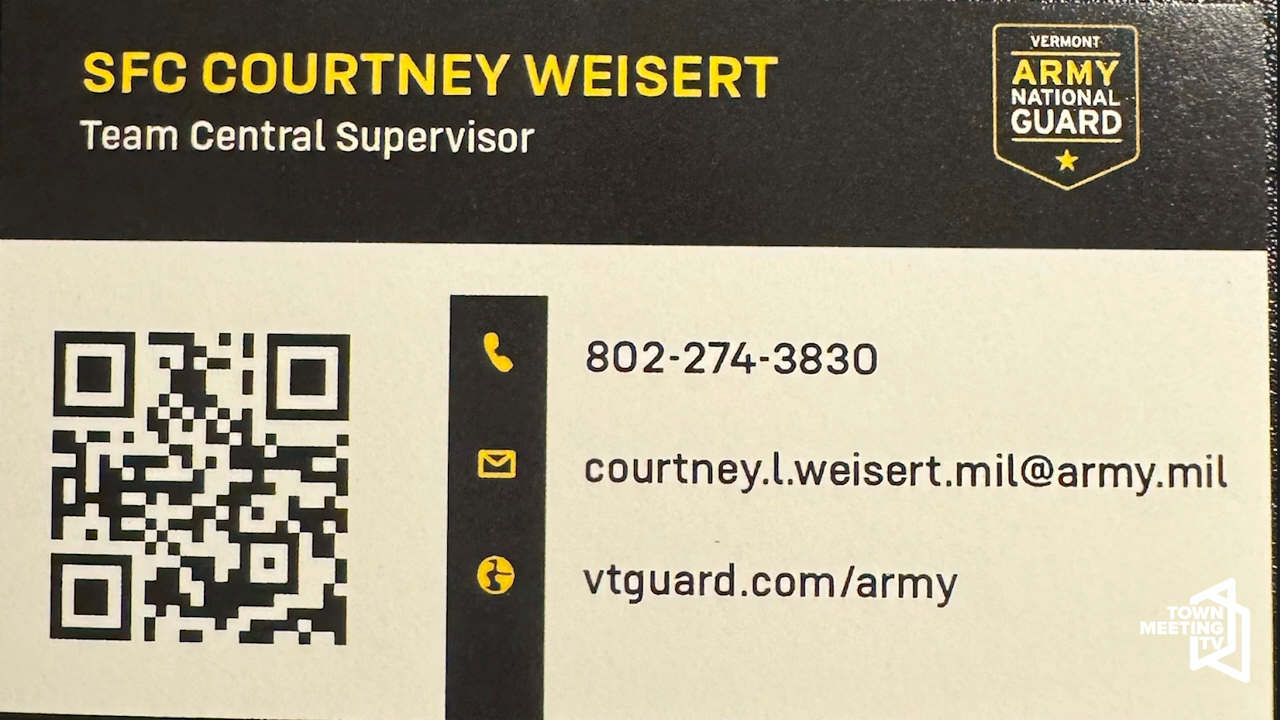 SFC COURTNEY WEISERT
Team Central Supervisor
VERMONT
ARMY
NATIONAL
GUARD
802-274-3830
courtney.l.weisert.mil@army.mil
vtguard.com/army
TOWN
MEETING
TV